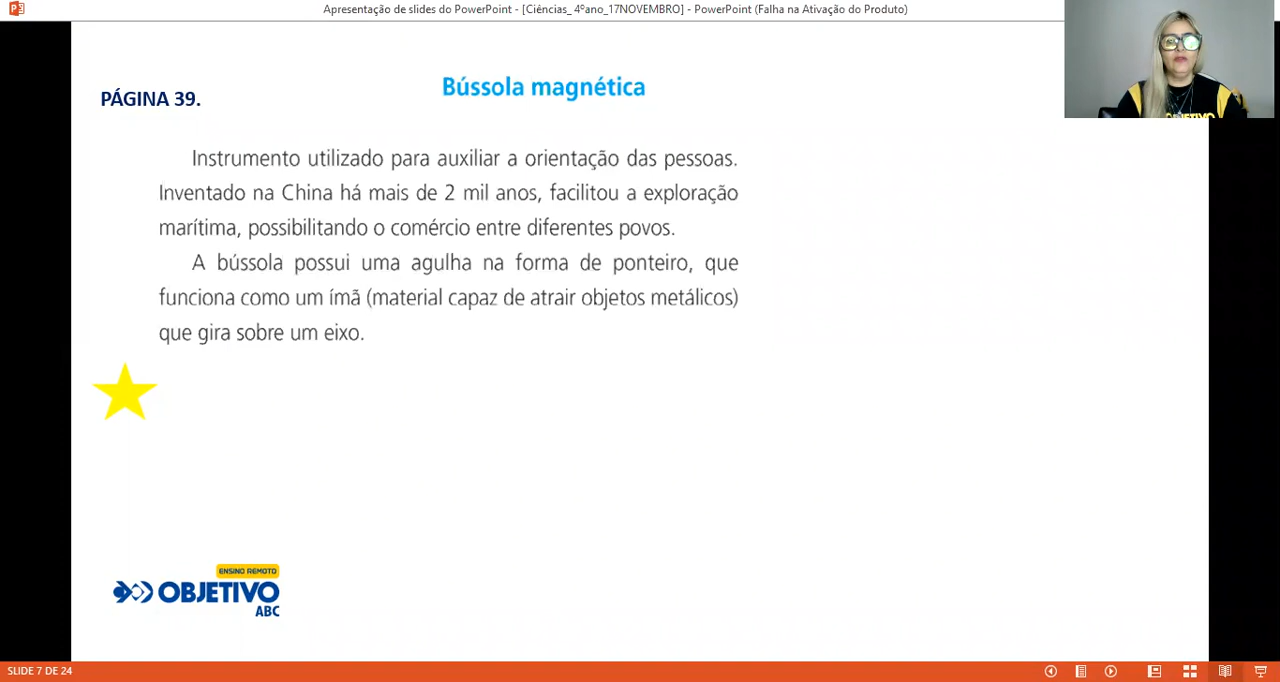 Apresentação de slides do PowerPoint - [Ciências_ 4ºano_17NOVEMBRO] - PowerPoint (Falha na Ativação do Produto)
PÁGINA 39.
Bússola magnética
Instrumento utilizado para auxiliar a orientação das pessoas.
Inventado na China há mais de 2 mil anos, facilitou a exploração
marítima, possibilitando o comércio entre diferentes povos.
A bússola possui uma agulha na forma de ponteiro, que
funciona como um ímã (material capaz de atrair objetos metálicos)
que gira sobre um eixo.
ENSINO REMOTO
OBJETIVO
ABC
OBJETIVO
SLIDE 7 DE 24